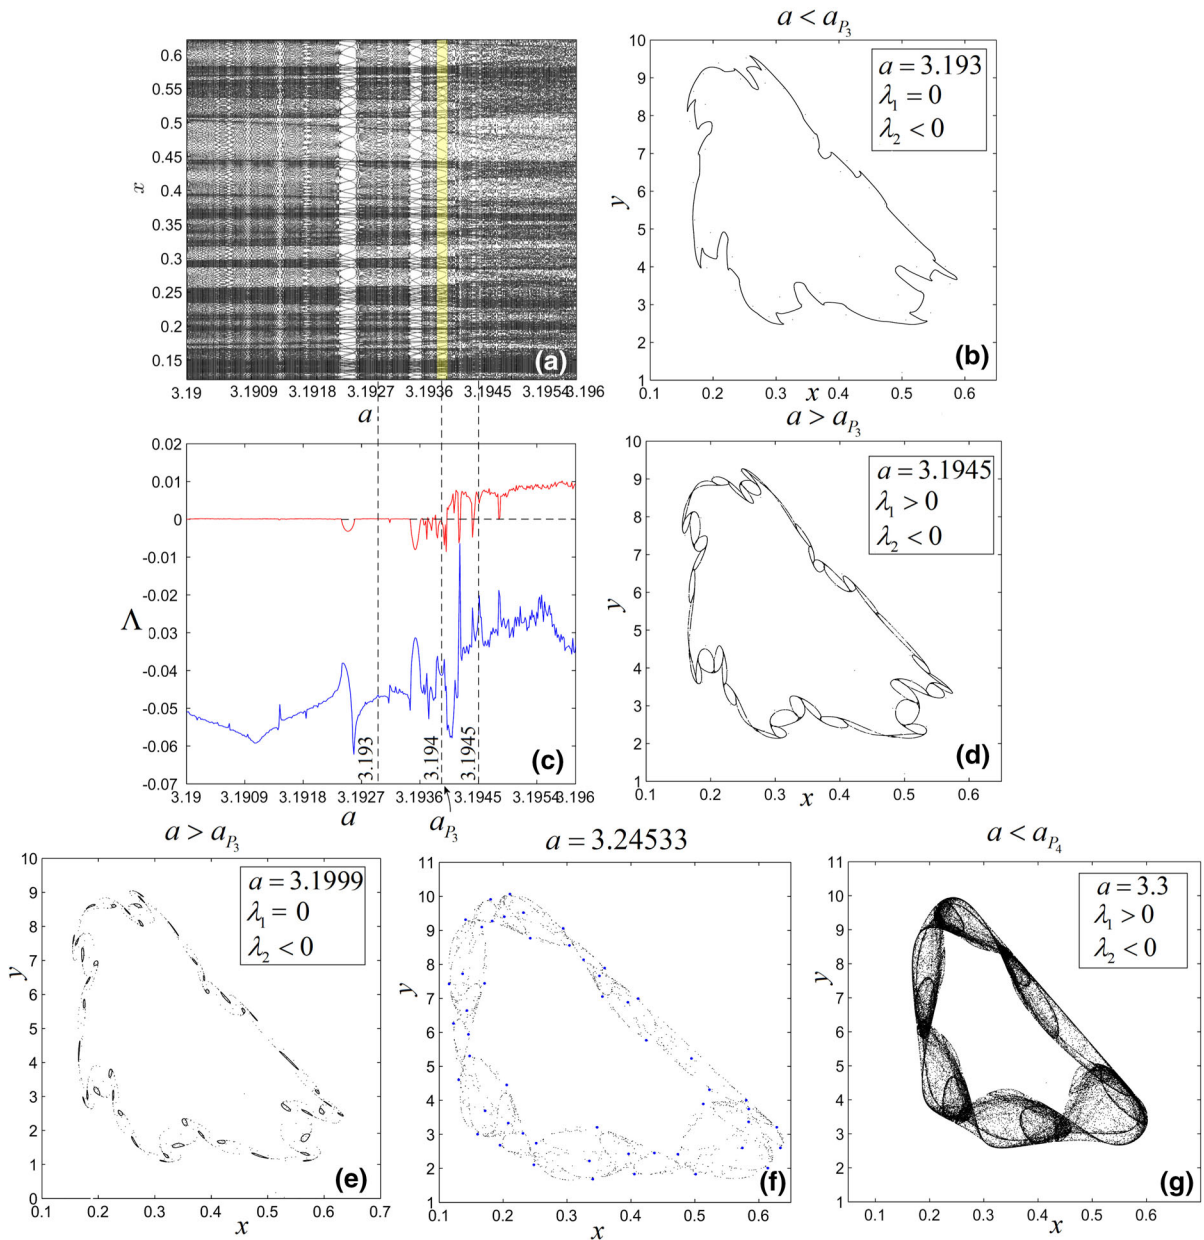 a < a_{P_3}
0.6
0.55
0.5
0.45
0.4
0.35
0.3
0.25
0.2
0.15
x
(a)
3.19 3.1909 3.1918 3.1927 3.1936 3.1945 3.1954 3.196
a
10
9
8
7
6
5
4
3
2
1
y
a = 3.193
λ₁ = 0
λ₂ < 0
(b)
0.1 0.2 0.3 0.4 0.5 0.6
x
0.02
0.01
0
-0.01
-0.02
-0.03
-0.04
-0.05
-0.06
-0.07
Λ
3.193
3.194
3.1945
(c)
3.19 3.1909 3.1918 3.1927 3.1936 3.1945 3.1954 3.196
a
a_{P_3}
a > a_{P_3}
10
9
8
7
6
5
4
3
2
1
y
a = 3.1945
λ₁ > 0
λ₂ < 0
(d)
0.1 0.2 0.3 0.4 0.5 0.6
x
a > a_{P_3}
10
9
8
7
6
5
4
3
2
1
0
y
a = 3.1999
λ₁ = 0
λ₂ < 0
(e)
0.1 0.2 0.3 0.4 0.5 0.6 0.7
x
a = 3.24533
11
10
9
8
7
6
5
4
3
2
1
y
(f)
0.1 0.2 0.3 0.4 0.5 0.6
x
a < a_{P_4}
11
10
9
8
7
6
5
4
3
2
1
y
a = 3.3
λ₁ > 0
λ₂ < 0
(g)
0.1 0.2 0.3 0.4 0.5 0.6
x